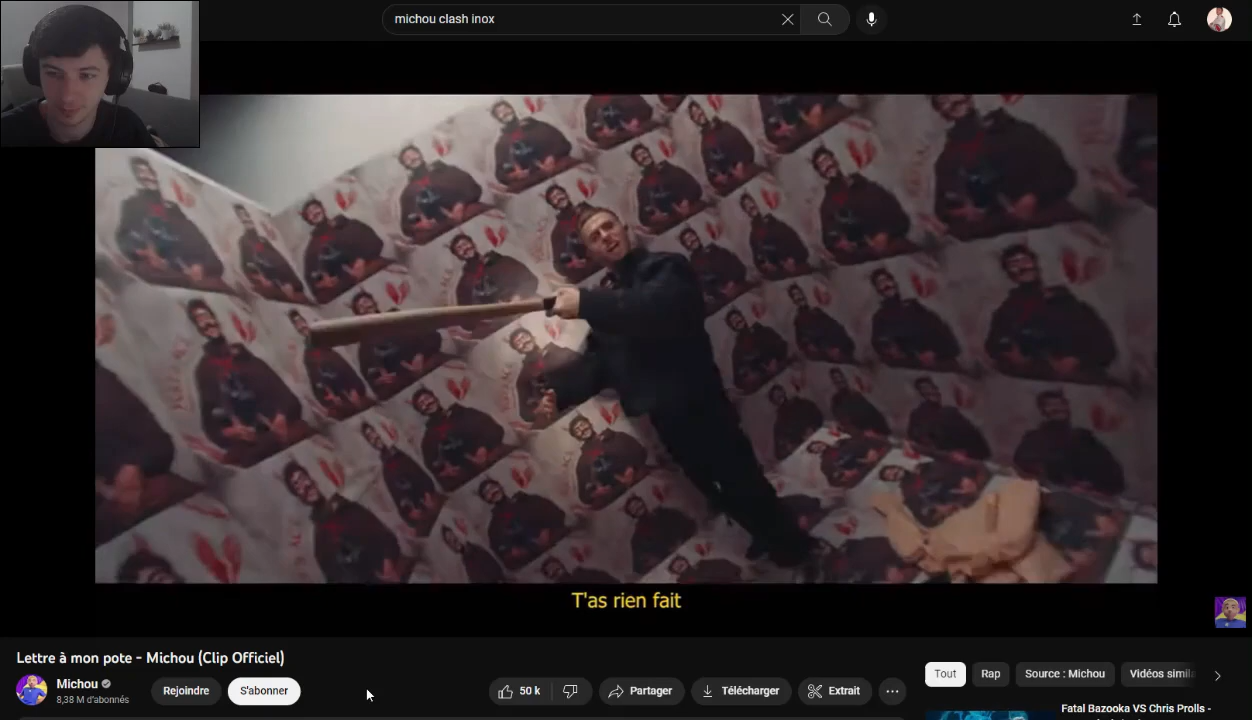 michou clash inox
T'as rien fait
Lettre à mon pote - Michou (Clip Officiel)
Michou
8,38 M d'abonnés
Rejoindre
S'abonner
50 k
Partager
Télécharger
Extrait
Tout
Rap
Source : Michou
Vidéos simila
Fatal Bazooka VS Chris Prolls -